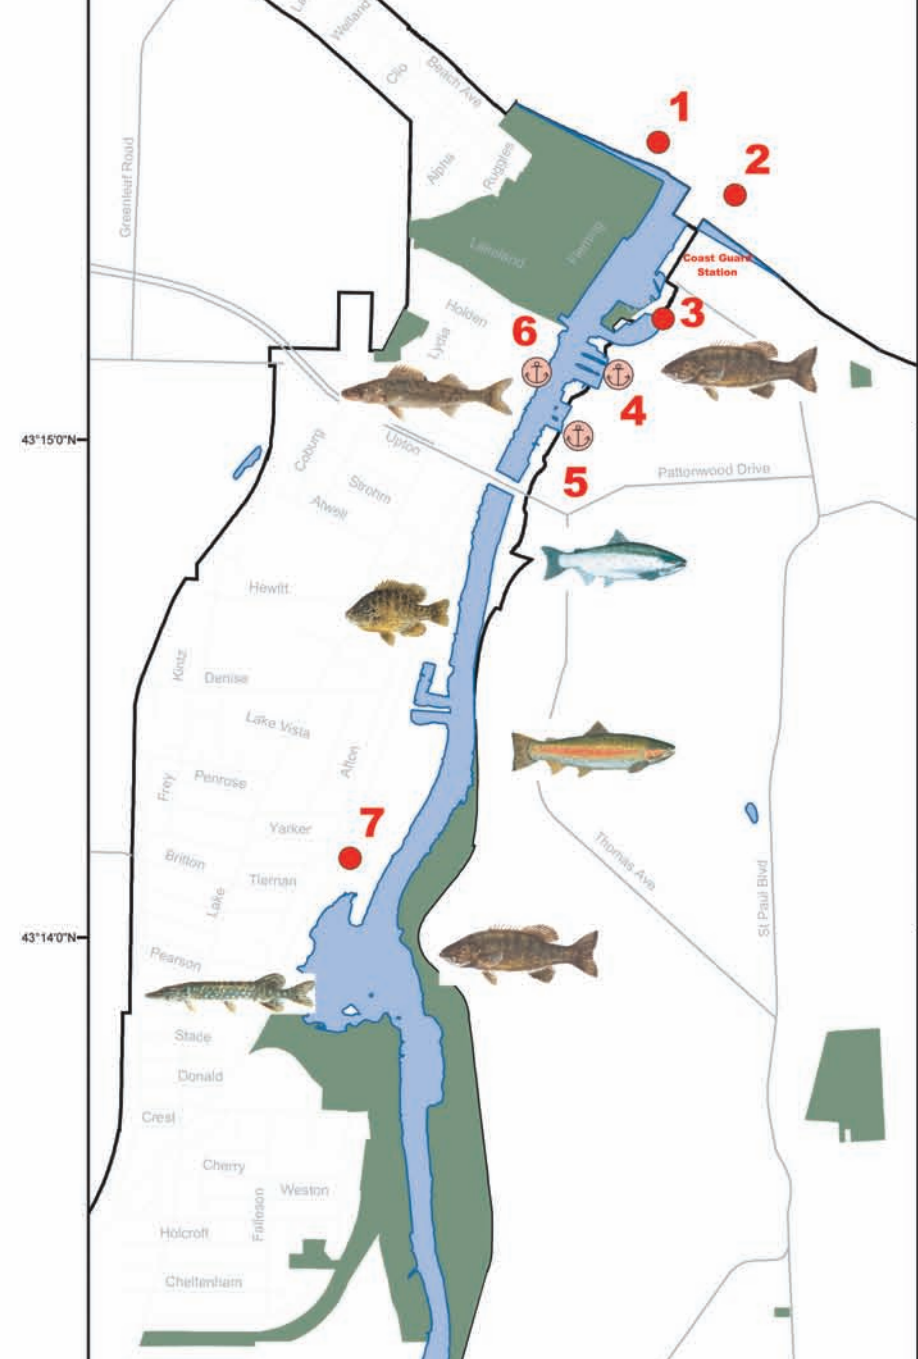 Welland
Clio
Beach Ave
1
2
Greenleaf Road
Alpha
Ruggles
Lakeland
Fleming
Coast Guard
Station
Holden
Lydia
6
3
4
43°15'0"N
Coburg
Upton
5
Pattonwood Drive
Strohm
Atwell
Hewitt
Kintz
Denise
Lake Vista
Alton
Frey
Penrose
7
Yarker
Thomas Ave
Britton
Tiernan
Lake
St Paul Blvd
43°14'0"N
Pearson
Stace
Donald
Crest
Cherry
Weston
Falleson
Holcroft
Cheltenham